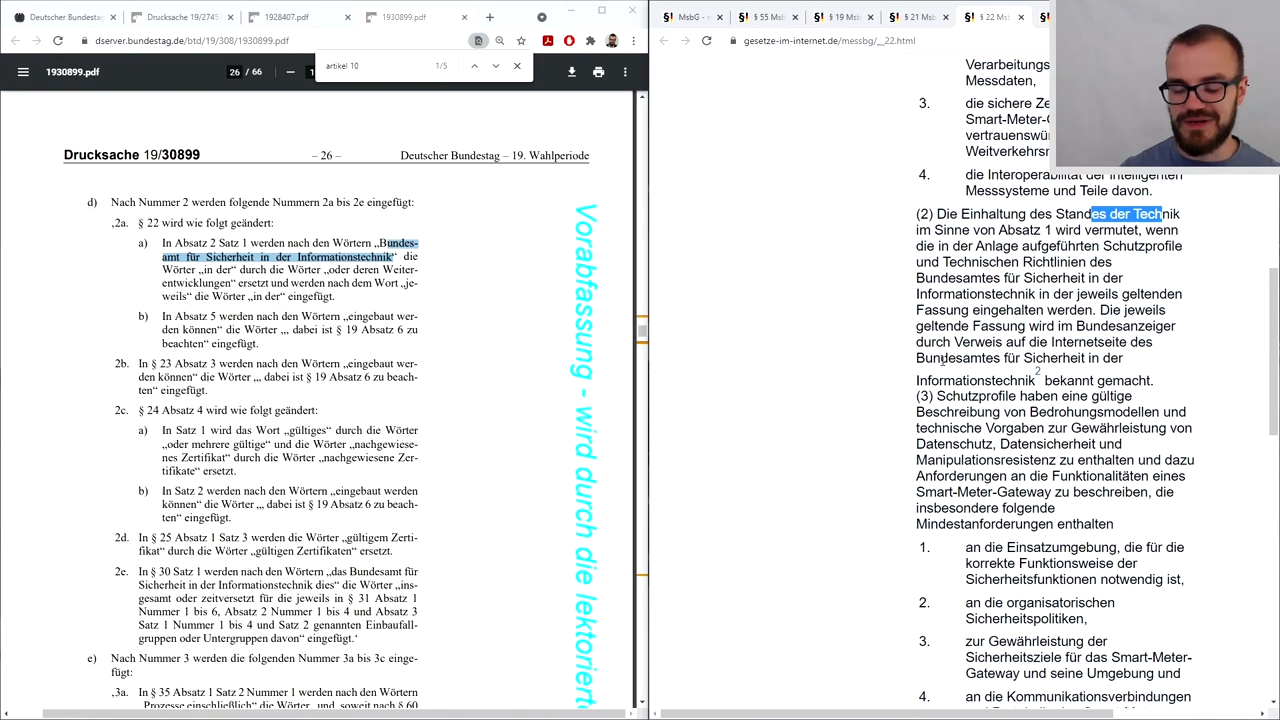 Deutscher Bundestag
Drucksache 19/2745
1928407.pdf
1930899.pdf
MsbG -
§ 55 Msb
§ 19 Msb
§ 21 Msb
§ 22 Msb
dserver.bundestag.de/btd/19/308/1930899.pdf
gesetze-im-internet.de/messbg/__22.html
artikel 10
1/5
1930899.pdf
26 / 66
Drucksache 19/30899
– 26 –
Deutscher Bundestag – 19. Wahlperiode
d) Nach Nummer 2 werden folgende Nummern 2a bis 2e eingefügt:
‚2a. § 22 wird wie folgt geändert:
a) In Absatz 2 Satz 1 werden nach den Wörtern „Bundes-
amt für Sicherheit in der Informationstechnik“ die
Wörter „in der“ durch die Wörter „oder deren Weiter-
entwicklungen“ ersetzt und werden nach dem Wort „je-
weils“ die Wörter „in der“ eingefügt.
b) In Absatz 5 werden nach den Wörtern „eingebaut wer-
den können“ die Wörter „, dabei ist § 19 Absatz 6 zu
beachten“ eingefügt.
2b. In § 23 Absatz 3 werden nach den Wörtern „eingebaut wer-
den können“ die Wörter „, dabei ist § 19 Absatz 6 zu beach-
ten“ eingefügt.
2c. § 24 Absatz 4 wird wie folgt geändert:
a) In Satz 1 wird das Wort „gültiges“ durch die Wörter
„oder mehrere gültige“ und die Wörter „nachgewiese-
nes Zertifikat“ durch die Wörter „nachgewiesene Zer-
tifikate“ ersetzt.
b) In Satz 2 werden nach den Wörtern „eingebaut werden
können“ die Wörter „, dabei ist § 19 Absatz 6 zu beach-
ten“ eingefügt.
2d. In § 25 Absatz 1 Satz 3 werden die Wörter „gültigem Zerti-
fikat“ durch die Wörter „gültigen Zertifikaten“ ersetzt.
2e. In § 30 Satz 1 werden nach den Wörtern „das Bundesamt für
Sicherheit in der Informationstechnik dies“ die Wörter „ins-
gesamt oder zeitversetzt für die jeweils in § 31 Absatz 1
Nummer 1 bis 6, Absatz 2 Nummer 1 bis 4 und Absatz 3
Satz 1 Nummer 1 bis 4 und Satz 2 genannten Einbaufall-
gruppen oder Untergruppen davon“ eingefügt.‘
e) Nach Nummer 3 werden die folgenden Nummer 3a bis 3c einge-
fügt:
‚3a. In § 35 Absatz 1 Satz 2 Nummer 1 werden nach den Wörtern
„Prozesse einschließlich“ die Wörter „und, soweit nach § 60
Vorabfassung - wird durch die lektorierte
Verarbeitungs
Messdaten,
3. die sichere Ze
Smart-Meter-G
vertrauenswür
Weitverkehrsn
4. die Interoperabilität der intelligenten
Messsysteme und Teile davon.
(2) Die Einhaltung des Standes der Technik
im Sinne von Absatz 1 wird vermutet, wenn
die in der Anlage aufgeführten Schutzprofile
und Technischen Richtlinien des
Bundesamtes für Sicherheit in der
Informationstechnik in der jeweils geltenden
Fassung eingehalten werden. Die jeweils
geltende Fassung wird im Bundesanzeiger
durch Verweis auf die Internetseite des
Bundesamtes für Sicherheit in der
Informationstechnik2 bekannt gemacht.
(3) Schutzprofile haben eine gültige
Beschreibung von Bedrohungsmodellen und
technische Vorgaben zur Gewährleistung von
Datenschutz, Datensicherheit und
Manipulationsresistenz zu enthalten und dazu
Anforderungen an die Funktionalitäten eines
Smart-Meter-Gateway zu beschreiben, die
insbesondere folgende
Mindestanforderungen enthalten
1. an die Einsatzumgebung, die für die
korrekte Funktionsweise der
Sicherheitsfunktionen notwendig ist,
2. an die organisatorischen
Sicherheitspolitiken,
3. zur Gewährleistung der
Sicherheitsziele für das Smart-Meter-
Gateway und seine Umgebung und
4. an die Kommunikationsverbindungen